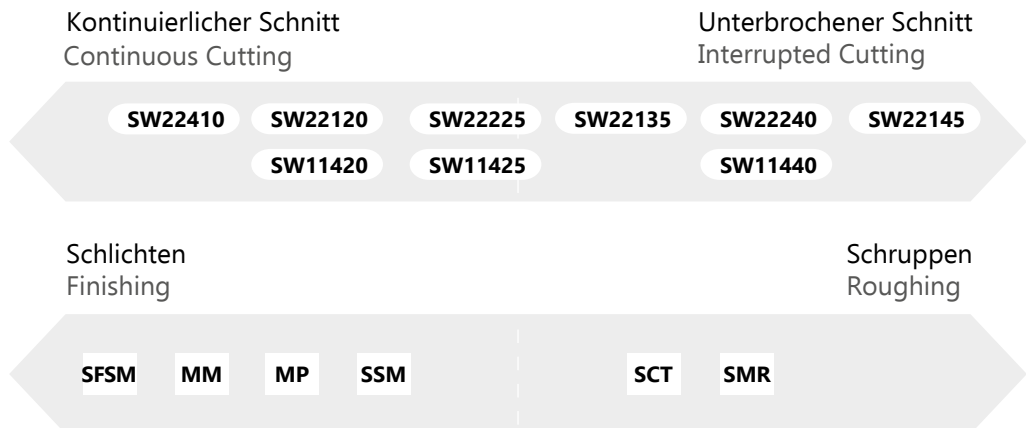 Kontinuierlicher Schnitt
Continuous Cutting
Unterbrochener Schnitt
Interrupted Cutting
SW22410 SW22120 SW22225 SW22135 SW22240 SW22145
SW11420 SW11425 SW11440
Schlichten
Finishing
Schruppen
Roughing
SFSM MM MP SSM SCT SMR